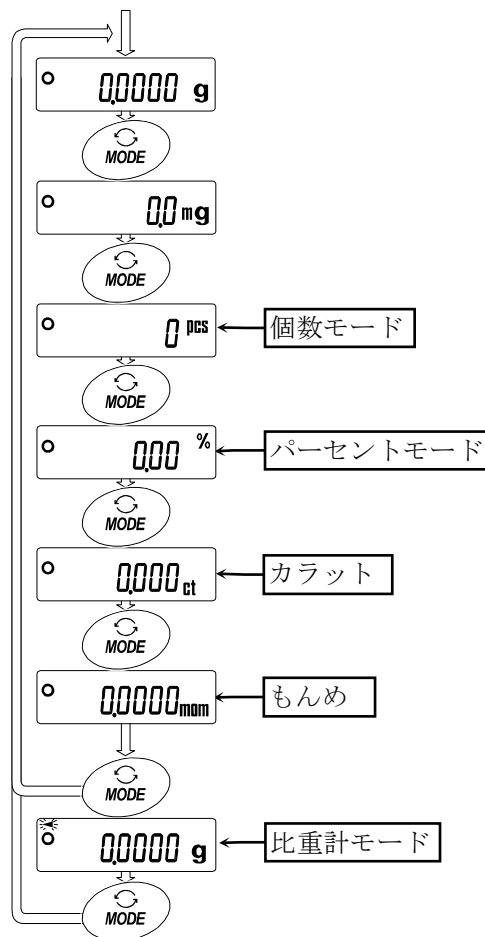 0.0000 g
MODE
0.0 mg
MODE
0 pcs
個数モード
MODE
0.00 %
パーセントモード
MODE
0.000 ct
カラット
MODE
0.0000 mom
もんめ
MODE
0.0000 g
比重計モード
MODE